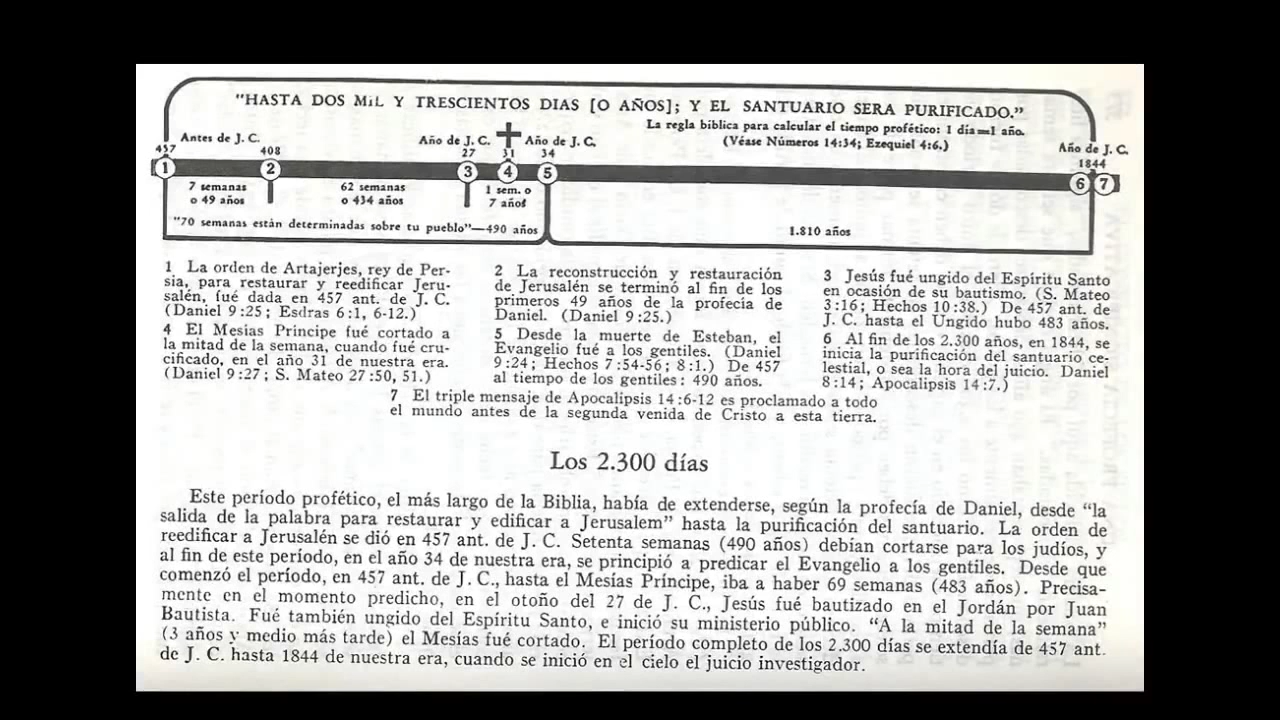 "HASTA DOS MiL Y TRESCIENTOS DIAS [O AÑOS]; Y EL SANTUARIO SERA PURIFICADO."
La regla bíblica para calcular el tiempo profético: 1 día=1 año.
(Véase Números 14:34; Ezequiel 4:6.)
Antes de J. C.
Año de J. C.
Año de J. C.
Año de J. C.
457
408
27
31
34
1844
1
2
3
4
5
6
7
7 semanas
o 49 años
62 semanas
o 434 años
1 sem. o
7 años
"70 semanas están determinadas sobre tu pueblo"—490 años
1.810 años
1 La orden de Artajerjes, rey de Per-
sia, para restaurar y reedificar Jeru-
salén, fué dada en 457 ant. de J. C.
(Daniel 9:25; Esdras 6:1, 6-12.)
2 La reconstrucción y restauración
de Jerusalén se terminó al fin de los
primeros 49 años de la profecía de
Daniel. (Daniel 9:25.)
3 Jesús fué ungido del Espíritu Santo
en ocasión de su bautismo. (S. Mateo
3:16; Hechos 10:38.) De 457 ant. de
J. C. hasta el Ungido hubo 483 años.
4 El Mesías Príncipe fué cortado a
la mitad de la semana, cuando fué cru-
cificado, en el año 31 de nuestra era.
(Daniel 9:27; S. Mateo 27:50, 51.)
5 Desde la muerte de Esteban, el
Evangelio fué a los gentiles. (Daniel
9:24; Hechos 7:54-56; 8:1.) De 457
al tiempo de los gentiles: 490 años.
6 Al fin de los 2.300 años, en 1844, se
inicia la purificación del santuario ce-
lestial, o sea la hora del juicio. Daniel
8:14; Apocalipsis 14:7.)
7 El triple mensaje de Apocalipsis 14:6-12 es proclamado a todo
el mundo antes de la segunda venida de Cristo a esta tierra.
Los 2.300 días
Este período profético, el más largo de la Biblia, había de extenderse, según la profecía de Daniel, desde "la
salida de la palabra para restaurar y edificar a Jerusalem" hasta la purificación del santuario. La orden de
reedificar a Jerusalén se dió en 457 ant. de J. C. Setenta semanas (490 años) debían cortarse para los judíos, y
al fin de este período, en el año 34 de nuestra era, se principió a predicar el Evangelio a los gentiles. Desde que
comenzó el período, en 457 ant. de J. C., hasta el Mesías Príncipe, iba a haber 69 semanas (483 años). Precisa-
mente en el momento predicho, en el otoño del 27 de J. C., Jesús fué bautizado en el Jordán por Juan
Bautista. Fué también ungido del Espíritu Santo, e inició su ministerio público. "A la mitad de la semana"
(3 años y medio más tarde) el Mesías fué cortado. El período completo de los 2.300 días se extendía de 457 ant.
de J. C. hasta 1844 de nuestra era, cuando se inició en el cielo el juicio investigador.